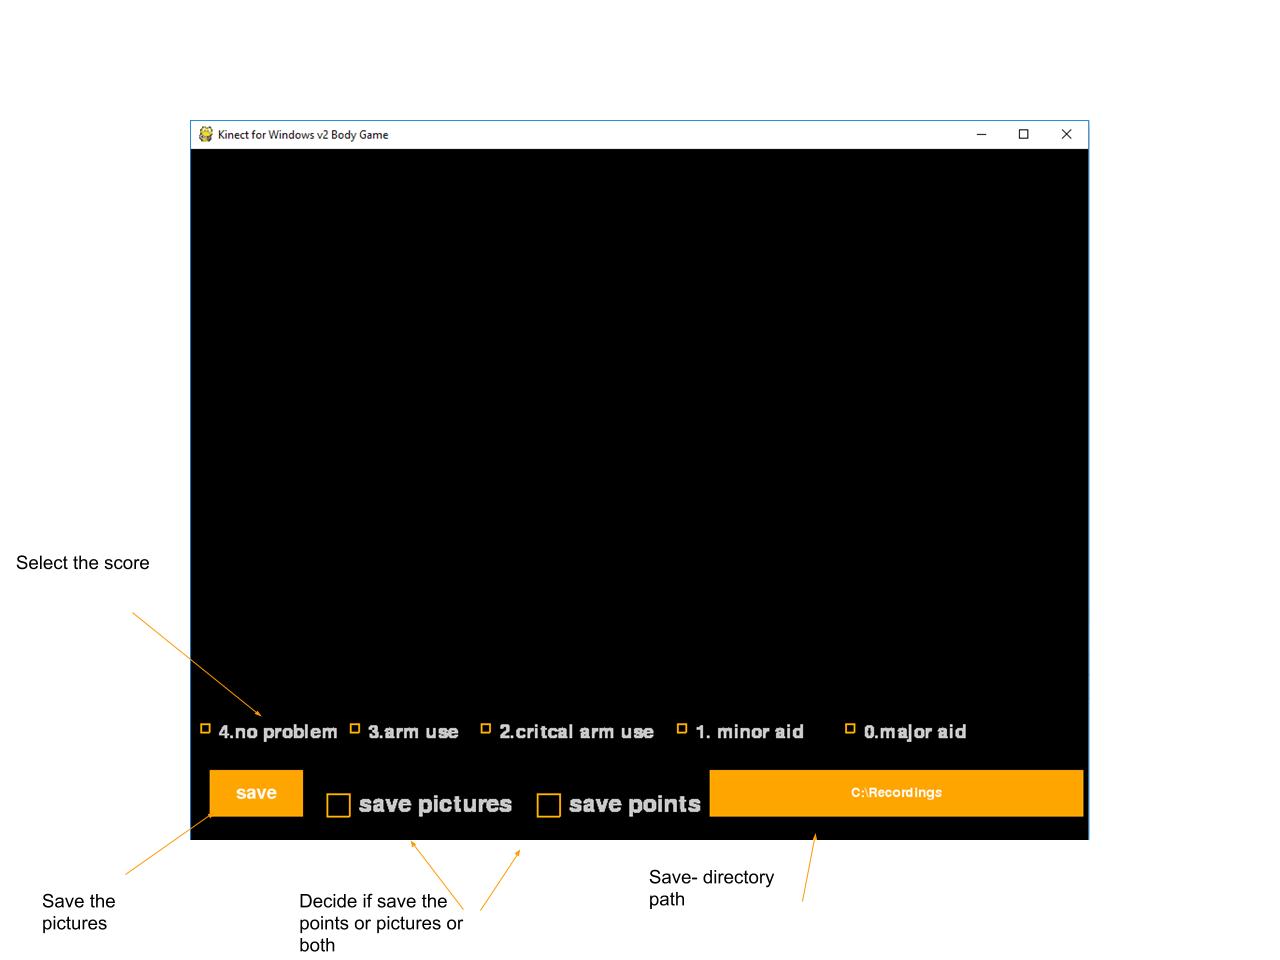 Kinect for Windows v2 Body Game
Select the score
4.no problem 3.arm use 2.critcal arm use 1. minor aid 0.major aid
save save pictures save points C:\Recordings
Save the
pictures
Decide if save the
points or pictures or
both
Save- directory
path